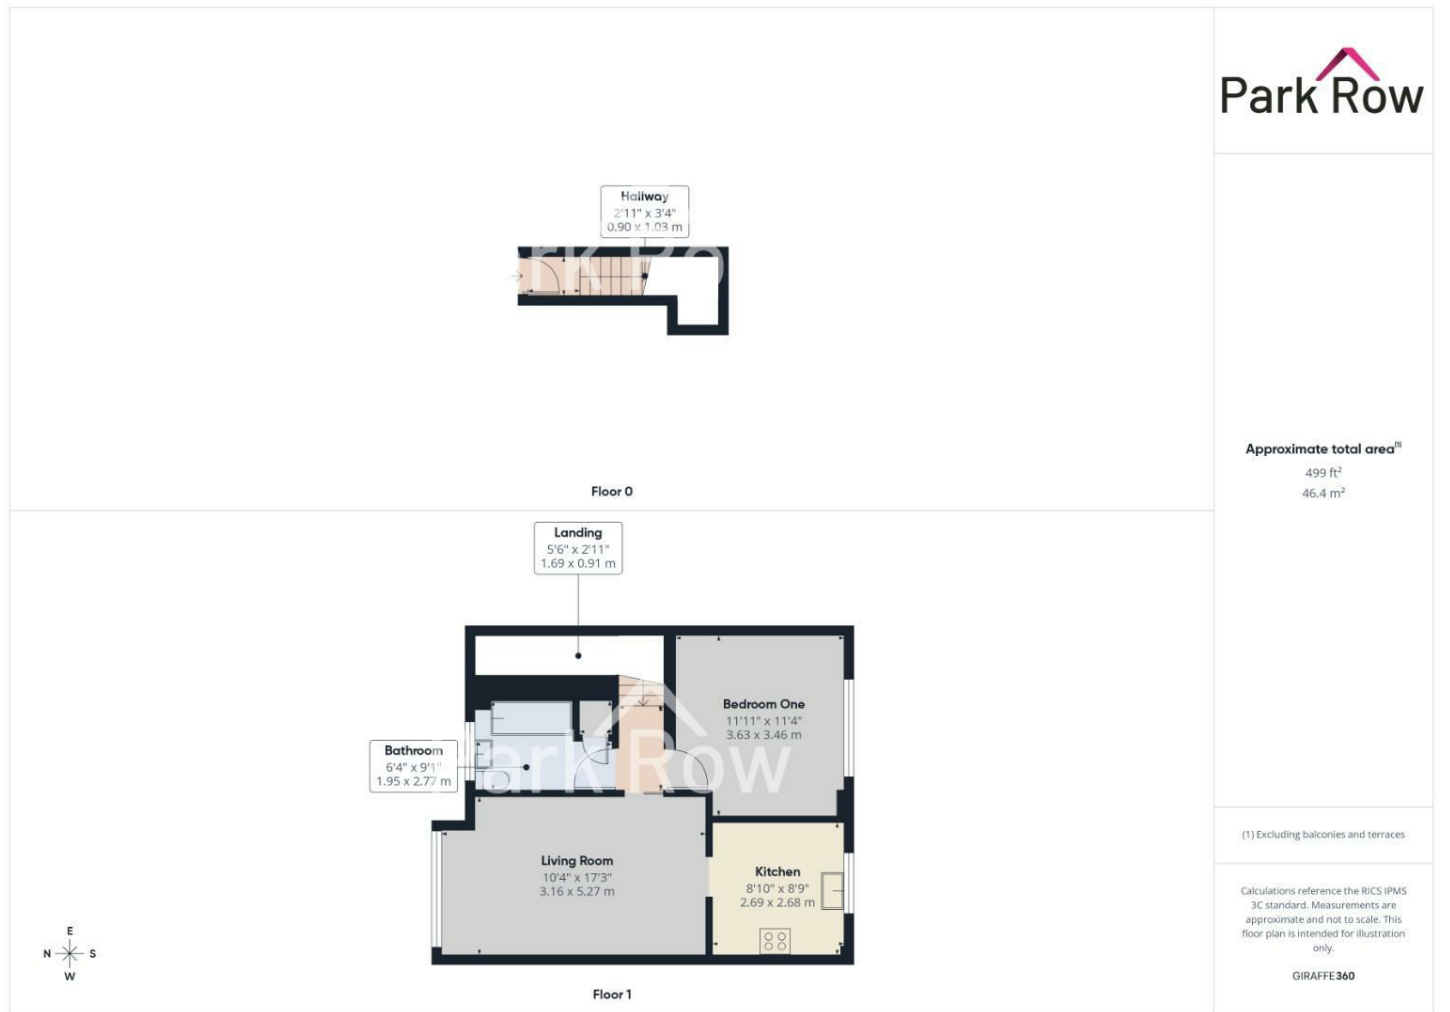 Park Row
Hallway
2'11" x 3'4"
0.90 x 1.03 m
Park Row
Floor 0
Approximate total area(1)
499 ft²
46.4 m²
Landing
5'6" x 2'11"
1.69 x 0.91 m
Bedroom One
11'11" x 11'4"
3.63 x 3.46 m
Bathroom
6'4" x 9'1"
1.95 x 2.77 m
Park Row
Living Room
10'4" x 17'3"
3.16 x 5.27 m
Kitchen
8'10" x 8'9"
2.69 x 2.68 m
E
N S
W
Floor 1
(1) Excluding balconies and terraces
Calculations reference the RICS IPMS
3C standard. Measurements are
approximate and not to scale. This
floor plan is intended for illustration
only.
GIRAFFE360